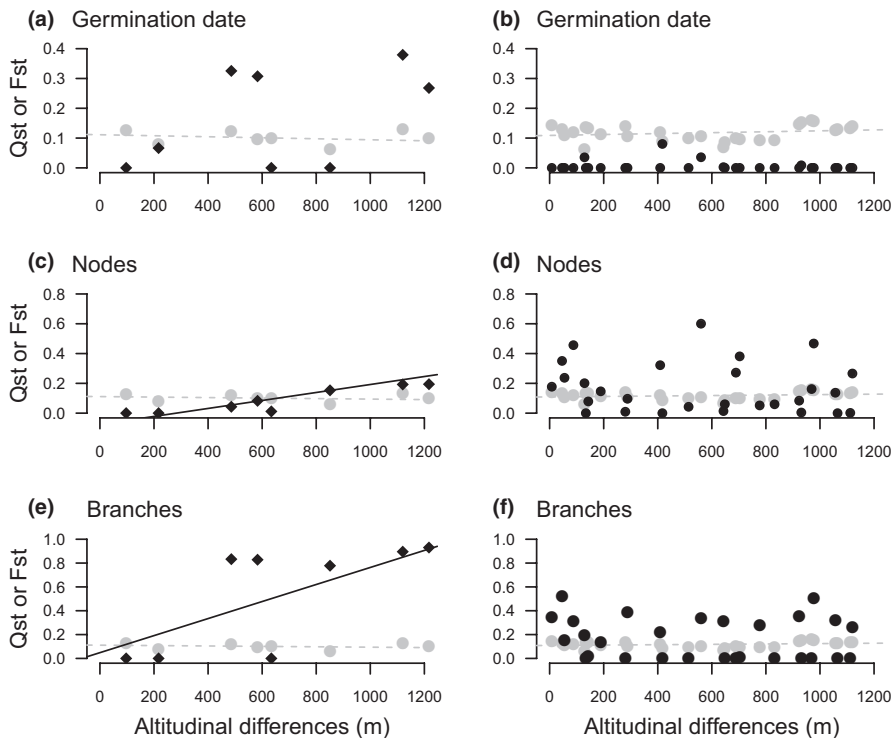 (a) Germination date
Qst or Fst
0.4
0.3
0.2
0.1
0.0
0 200 400 600 800 1000 1200
(b) Germination date
0.4
0.3
0.2
0.1
0.0
0 200 400 600 800 1000 1200
(c) Nodes
Qst or Fst
0.8
0.6
0.4
0.2
0.0
0 200 400 600 800 1000 1200
(d) Nodes
0.8
0.6
0.4
0.2
0.0
0 200 400 600 800 1000 1200
(e) Branches
Qst or Fst
1.0
0.8
0.6
0.4
0.2
0.0
0 200 400 600 800 1000 1200
Altitudinal differences (m)
(f) Branches
1.0
0.8
0.6
0.4
0.2
0.0
0 200 400 600 800 1000 1200
Altitudinal differences (m)